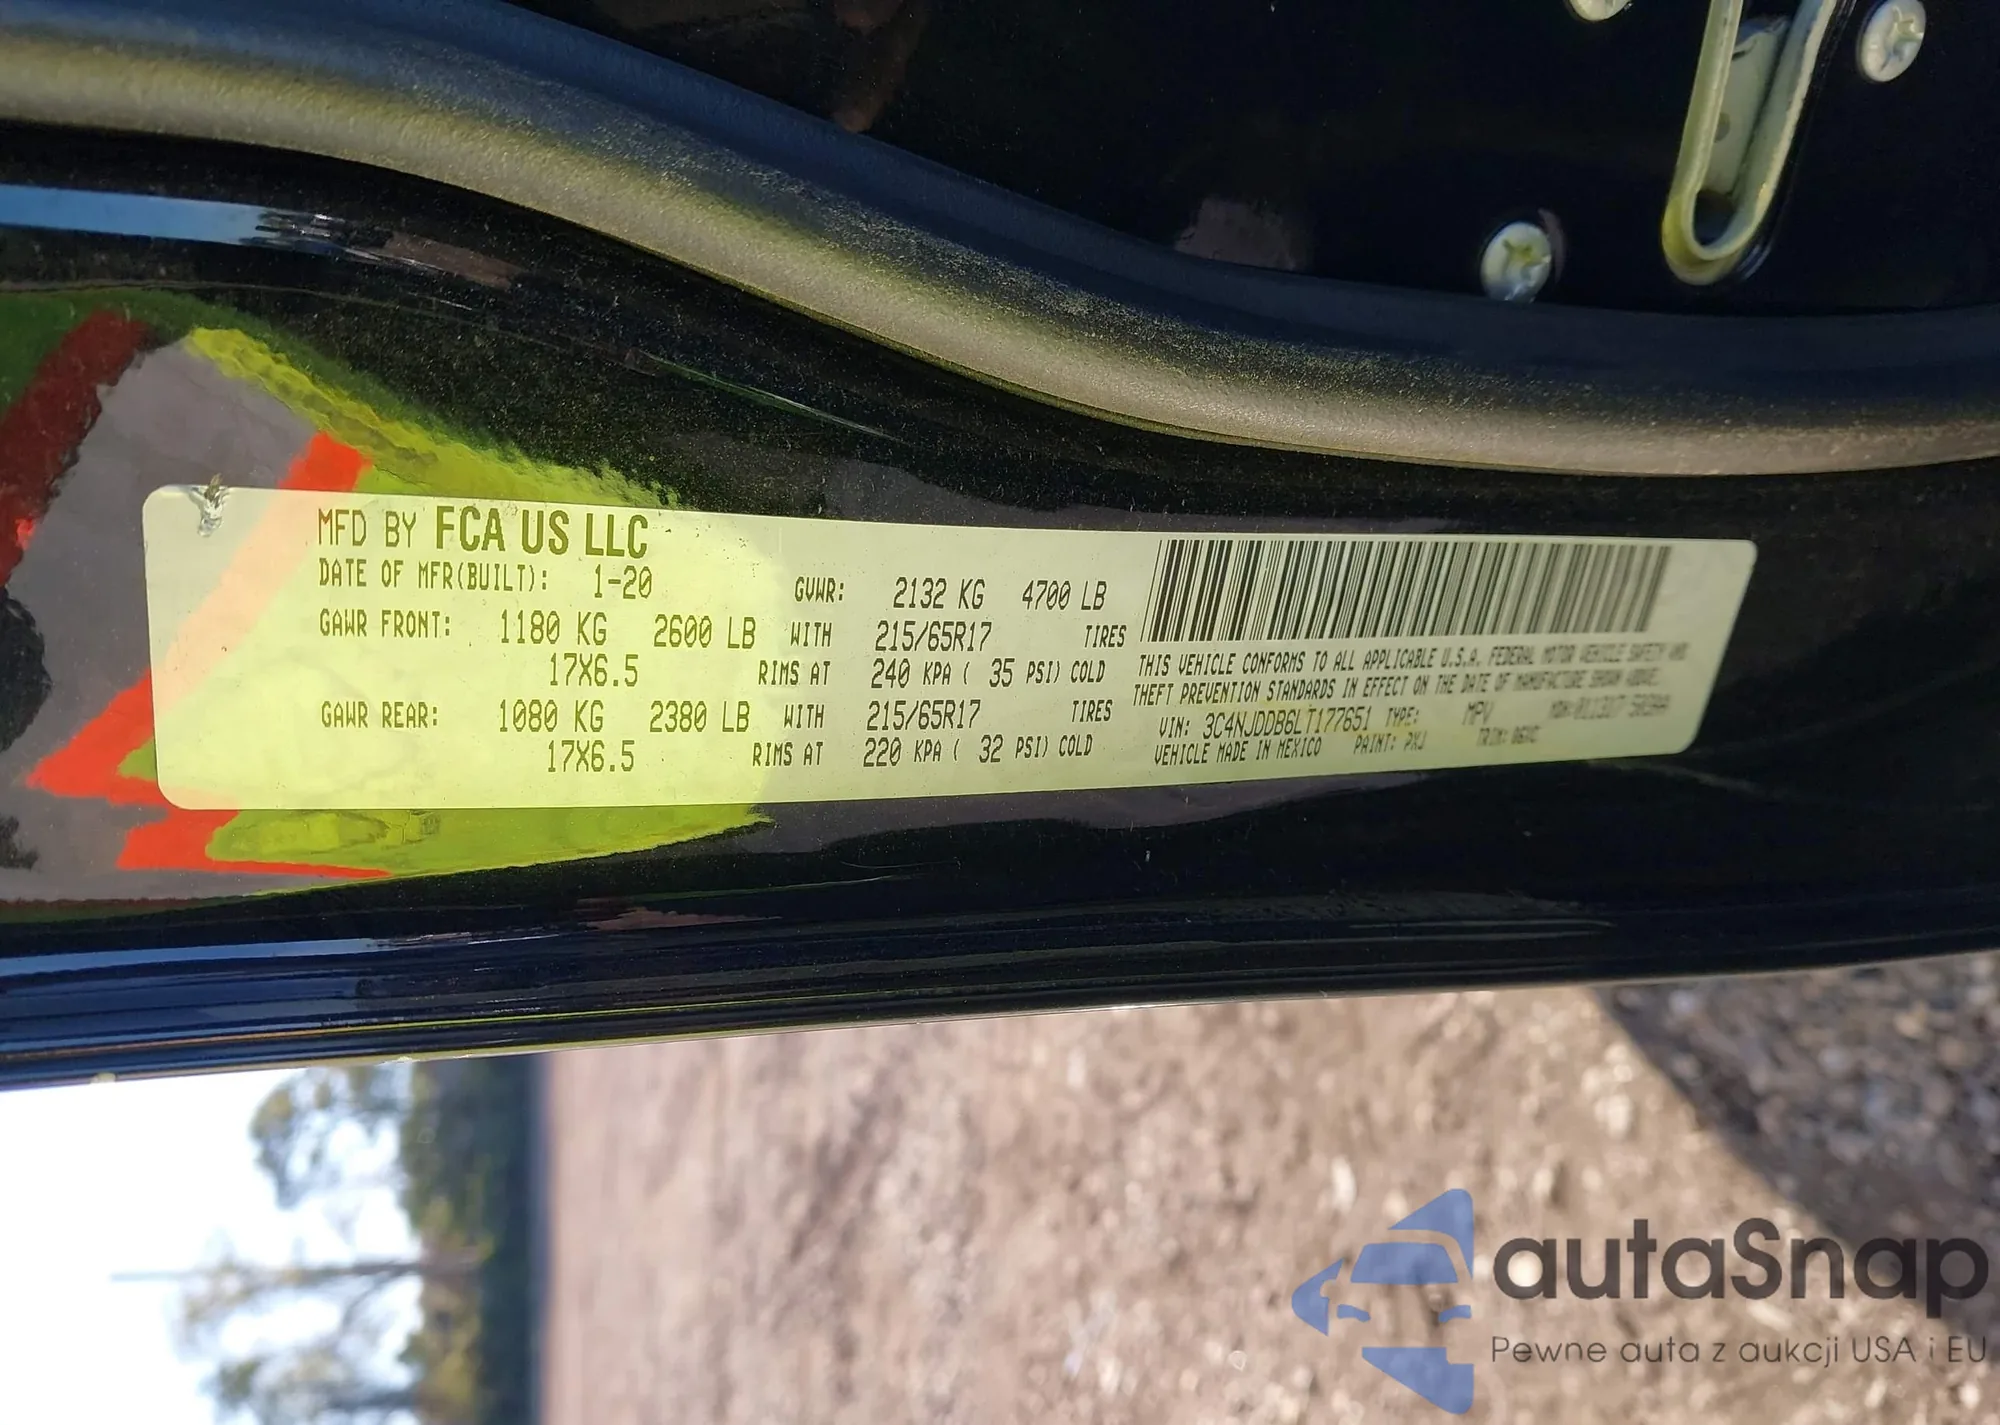 MFD BY FCA US LLC
DATE OF MFR(BUILT): 1-20 GVWR: 2132 KG 4700 LB
GAWR FRONT: 1180 KG 2600 LB WITH 215/65R17 TIRES
17X6.5 RIMS AT 240 KPA ( 35 PSI) COLD
GAWR REAR: 1080 KG 2380 LB WITH 215/65R17 TIRES
17X6.5 RIMS AT 220 KPA ( 32 PSI) COLD
THIS VEHICLE CONFORMS TO ALL APPLICABLE U.S.A. FEDERAL MOTOR VEHICLE SAFETY AND
THEFT PREVENTION STANDARDS IN EFFECT ON THE DATE OF MANUFACTURE SHOWN ABOVE.
VIN: 3C4NJDDB6LT177651 TYPE: MPV MDH:
VEHICLE MADE IN MEXICO PAINT: PXJ TRIM: 
autaSnap
Pewne auta z aukcji USA i EU